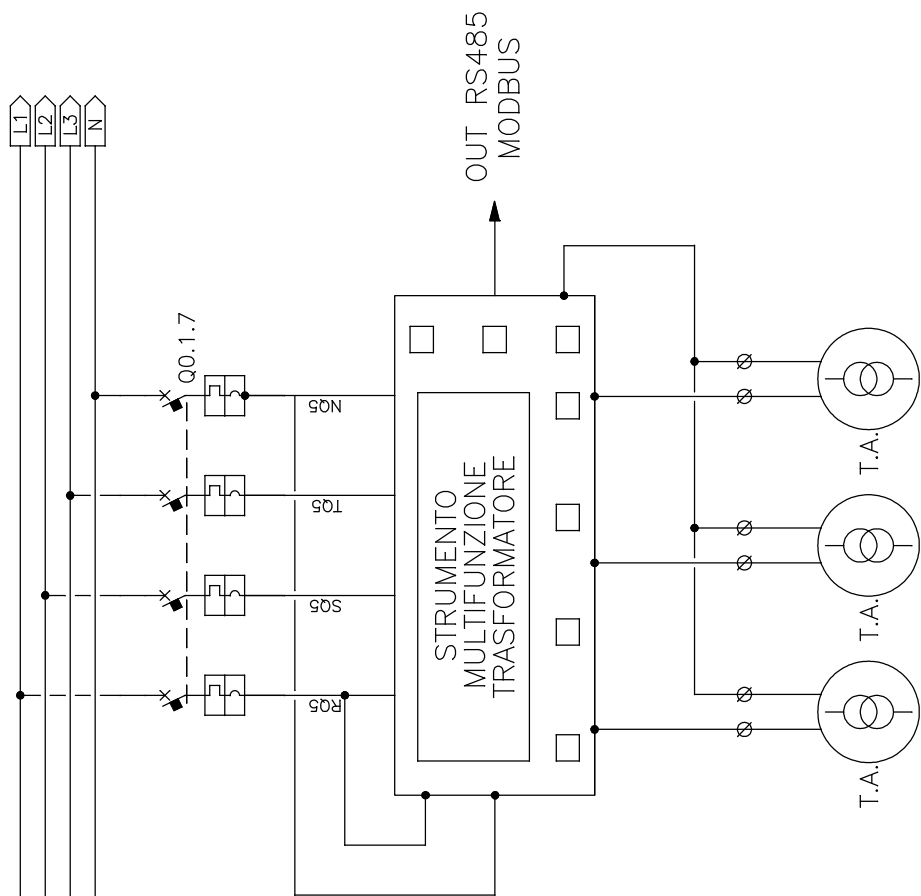 L1
L2
L3
N
Q0.1.7
RQ5
SQ5
TQ5
NQ5
STRUMENTO
MULTIFUNZIONE
TRASFORMATORE
OUT RS485
MODBUS
T.A.
T.A.
T.A.